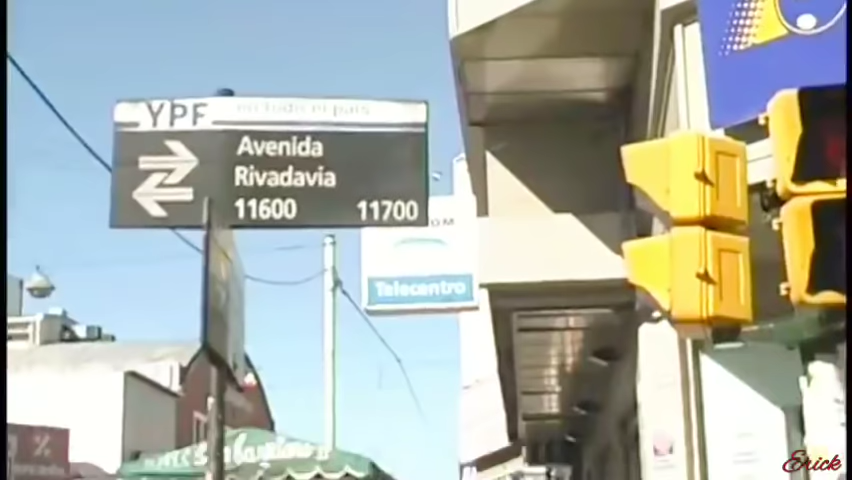 YPF en todo el país
Avenida
Rivadavia
11600 11700
Telecentro
%
Erick